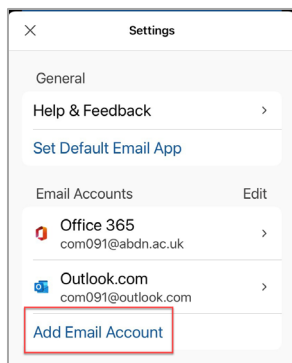 Settings
General
Help & Feedback
Set Default Email App
Email Accounts Edit
Office 365
com091@abdn.ac.uk
Outlook.com
com091@outlook.com
Add Email Account